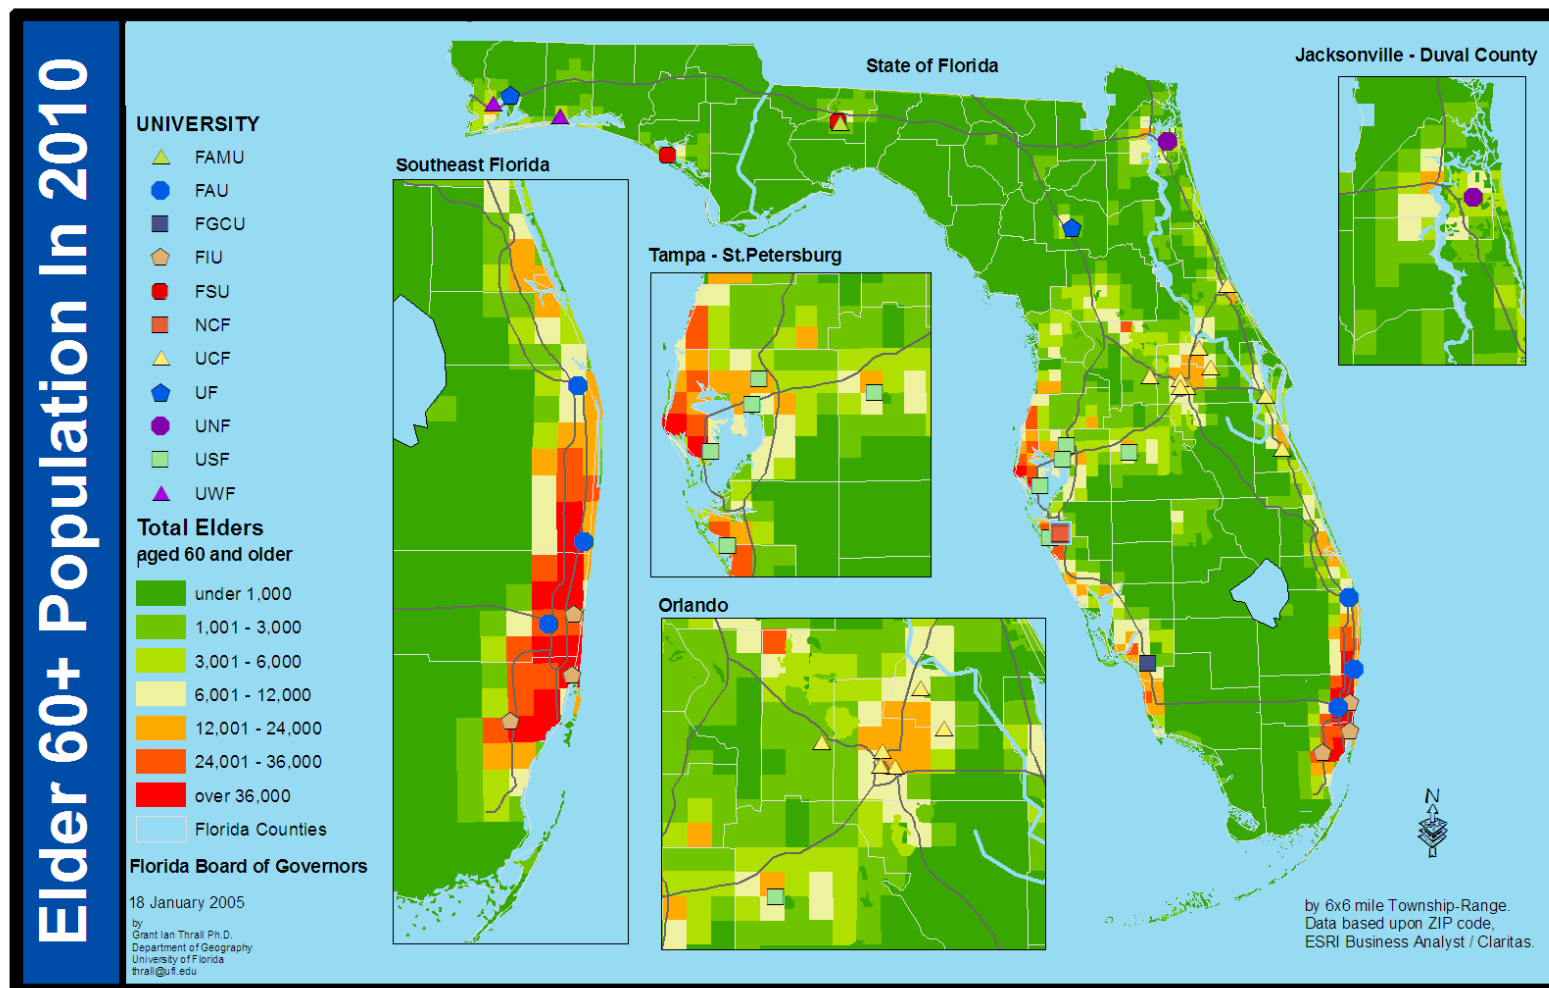 Elder 60+ Population In 2010
UNIVERSITY
FAMU
FAU
FGCU
FIU
FSU
NCF
UCF
UF
UNF
USF
UWF
Total Elders
aged 60 and older
under 1,000
1,001 - 3,000
3,001 - 6,000
6,001 - 12,000
12,001 - 24,000
24,001 - 36,000
over 36,000
Florida Counties
Florida Board of Governors
18 January 2005
by
Grant Ian Thrall Ph.D.
Department of Geography
University of Florida
thrall@ufl.edu
Southeast Florida
State of Florida
Jacksonville - Duval County
Tampa - St.Petersburg
Orlando
N
by 6x6 mile Township-Range.
Data based upon ZIP code,
ESRI Business Analyst / Claritas.